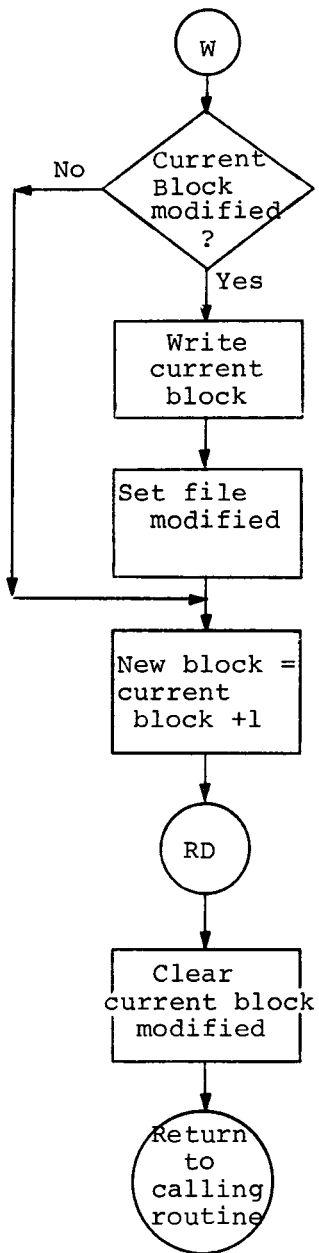 W
Current
Block
modified
?
No
Yes
Write
current
block
Set file
modified
New block =
current
block +1
RD
Clear
current block
modified
Return
to
calling
routine